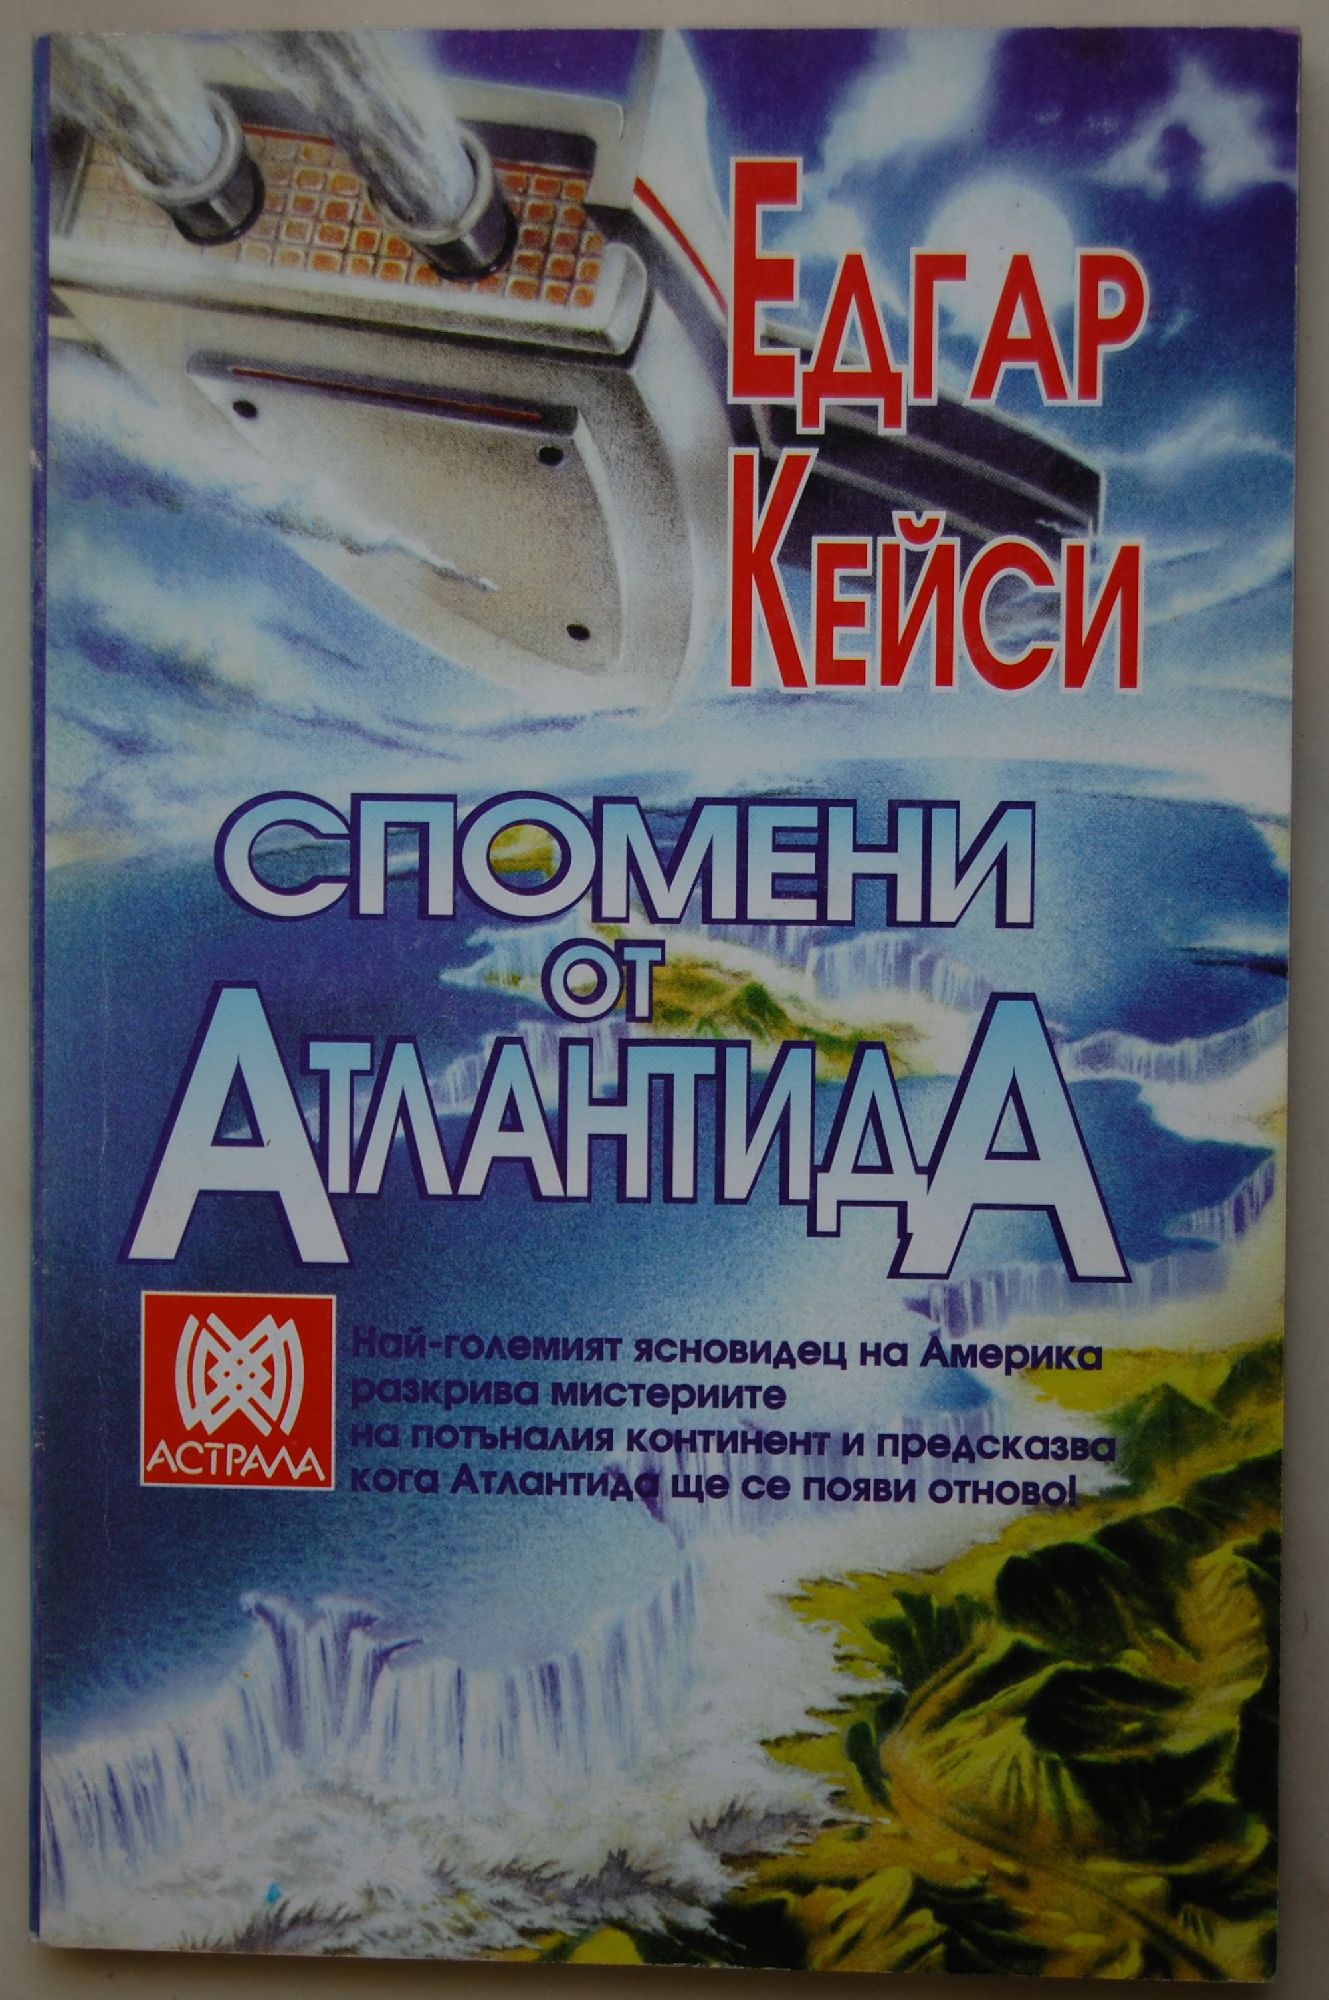 ЕДГАР
КЕЙСИ
СПОМЕНИ
ОТ
АТЛАНТИДА
АСТРАЛА
Най-големият ясновидец на Америка
разкрива мистериите
на потъналия континент и предсказва
кога Атлантида ще се появи отново!